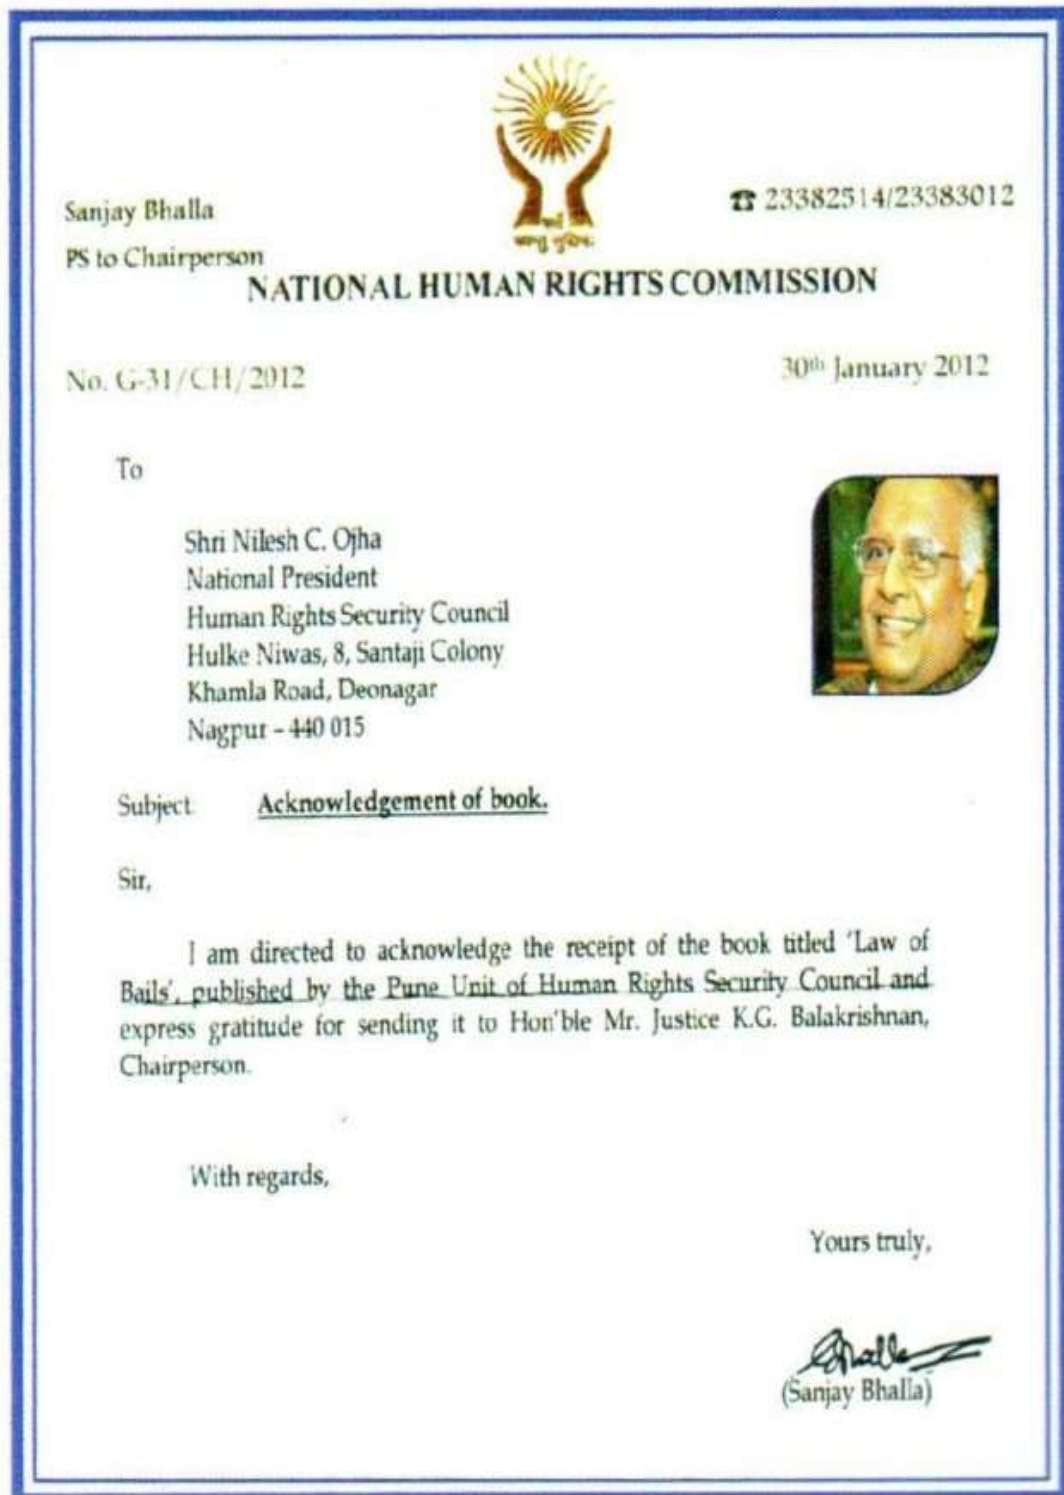 Sanjay Bhalla
PS to Chairperson
☎ 23382514/23383012
NATIONAL HUMAN RIGHTS COMMISSION
No. G-31/CH/2012
30th January 2012
To
Shri Nilesh C. Ojha
National President
Human Rights Security Council
Hulke Niwas, 8, Santaji Colony
Khamla Road, Deonagar
Nagpur – 440 015
Subject Acknowledgement of book.
Sir,
I am directed to acknowledge the receipt of the book titled ‘Law of
Bails’, published by the Pune Unit of Human Rights Security Council and
express gratitude for sending it to Hon’ble Mr. Justice K.G. Balakrishnan,
Chairperson.
With regards,
Yours truly,
(Sanjay Bhalla)